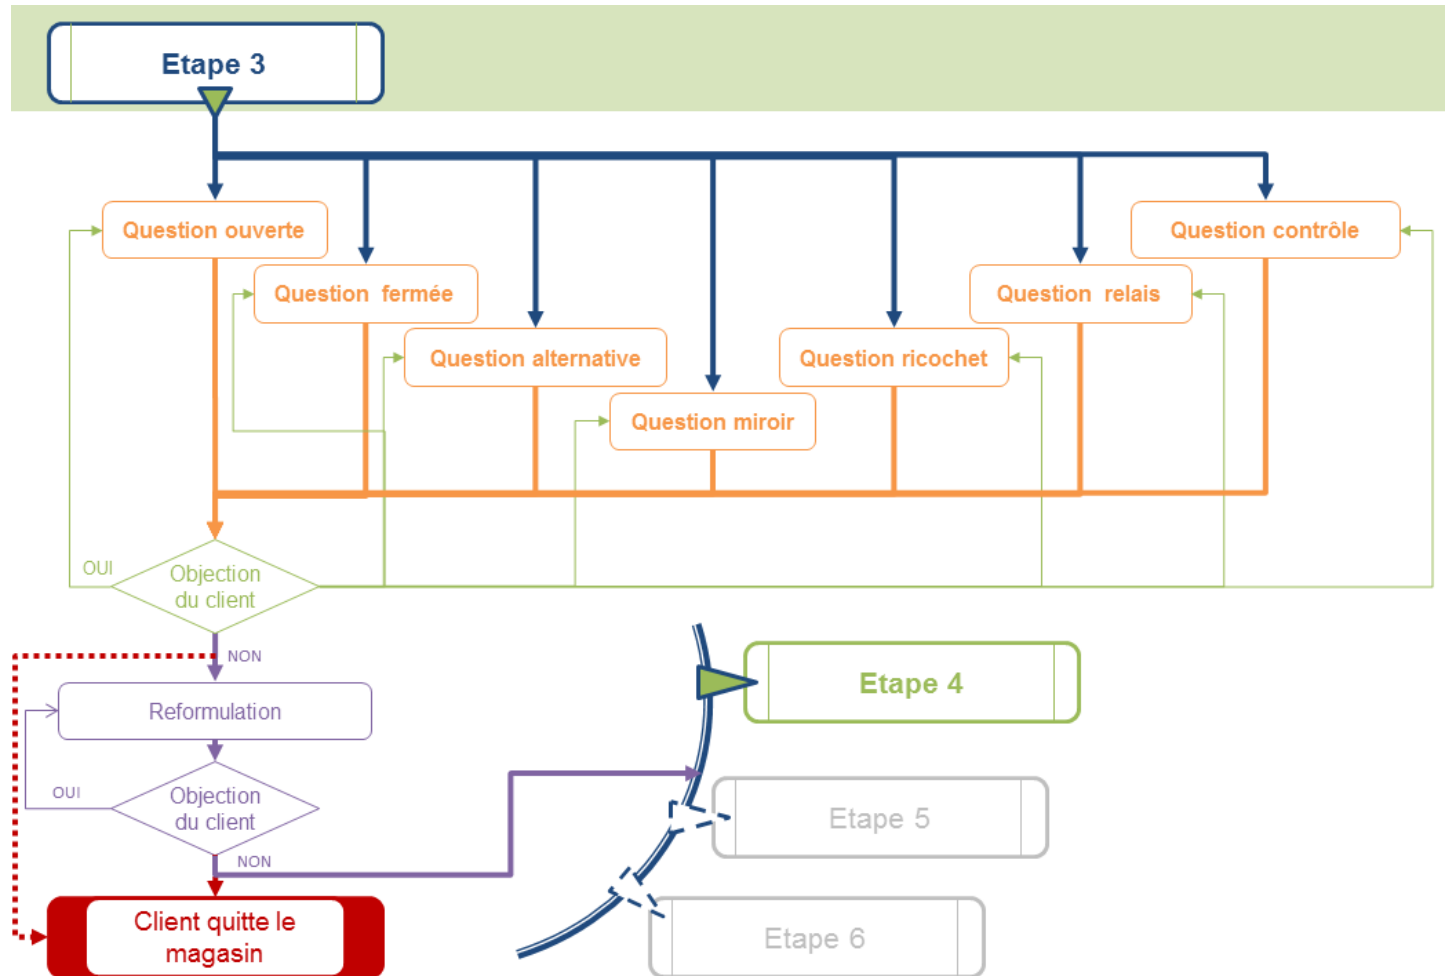 Etape 3
Question ouverte
Question contrôle
Question fermée
Question relais
Question alternative
Question ricochet
Question miroir
OUI
Objection
du client
NON
Reformulation
Etape 4
OUI
Objection
du client
Etape 5
NON
Client quitte le
magasin
Etape 6